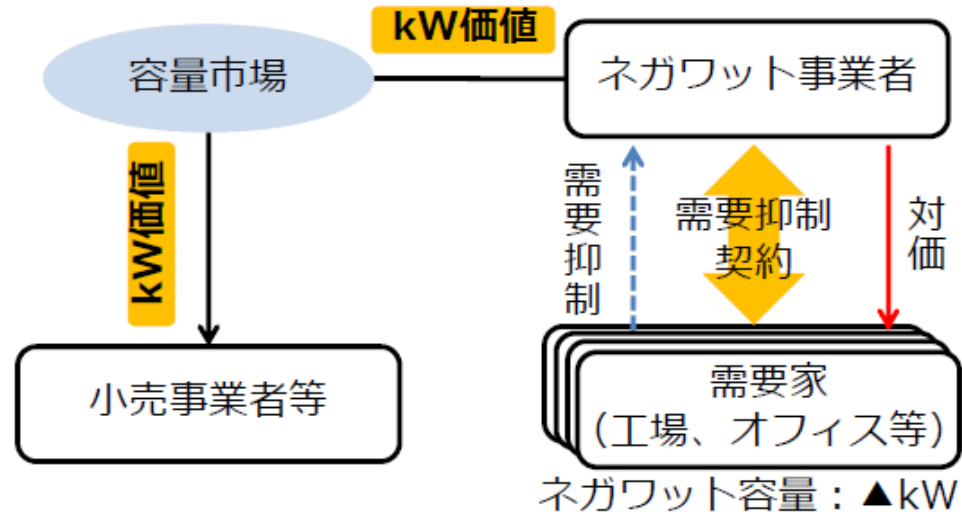 kW価値
容量市場
ネガワット事業者
kW価値
需要抑制
需要抑制
契約
対価
小売事業者等
需要家
(工場、オフィス等)
ネガワット容量:▲kW